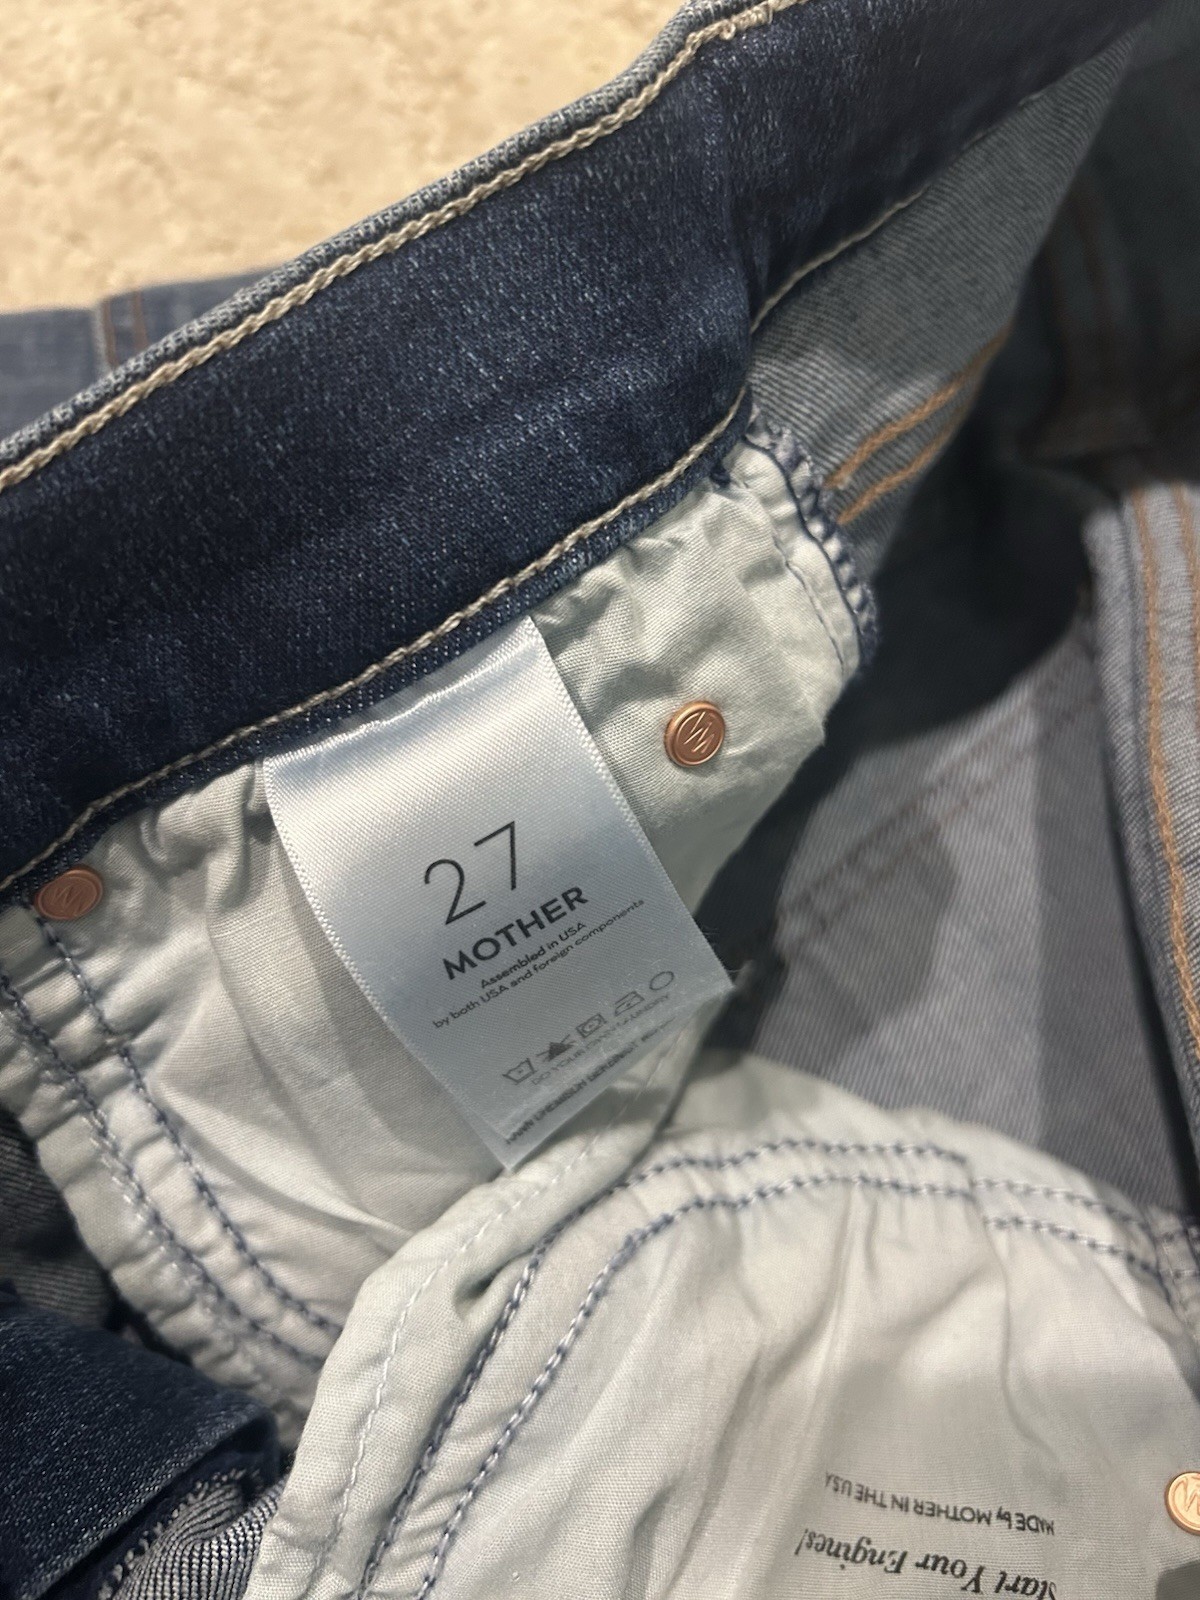 27
MOTHER
Assembled in USA
by both USA and foreign components
DO YOUR OWN LAUNDRY
MADE by MOTHER IN THE USA
Start Your Engines!